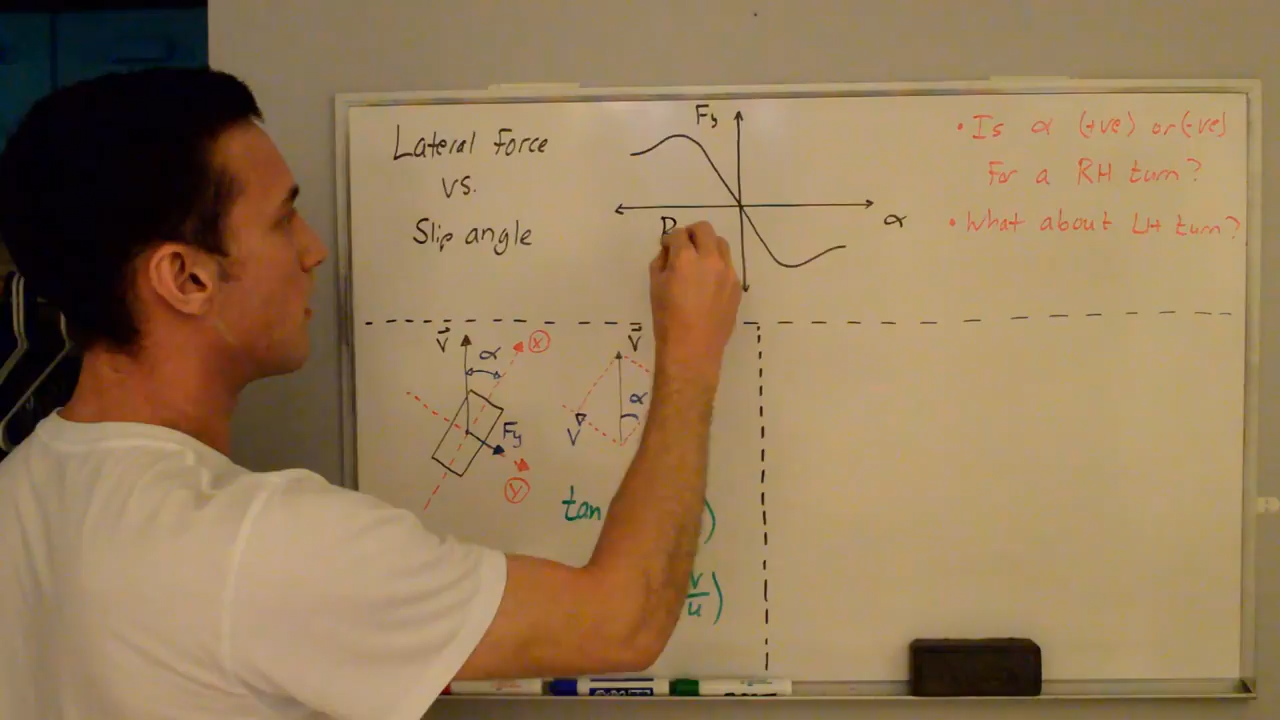 Lateral Force
vs.
Slip angle
Fy
α
R
• Is α (+ve) or (-ve)
for a RH turn?
• What about LH turn?
V
α
x
Fy
y
V
α
V
tan )
v
u )